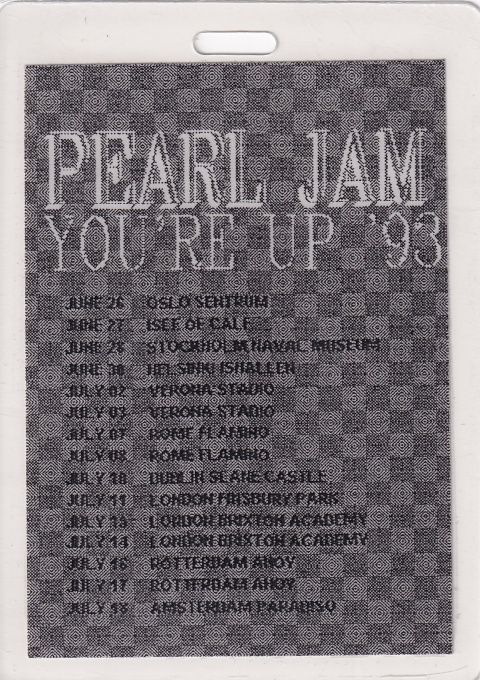 PEARL JAM
YOU'RE UP '93
JUNE 26 OSLO SENTRUM
JUNE 27 ISLE OF CALF
JUNE 28 STOCKHOLM NAVAL MUSEUM
JUNE 30 HELSINKI ISHALLEN
JULY 02 VERONA STADIO
JULY 03 VERONA STADIO
JULY 07 ROME FLAMINO
JULY 08 ROME FLAMINO
JULY 10 DUBLIN SLANE CASTLE
JULY 11 LONDON FINSBURY PARK
JULY 13 LONDON BRIXTON ACADEMY
JULY 14 LONDON BRIXTON ACADEMY
JULY 16 ROTTERDAM AHOY
JULY 17 ROTTERDAM AHOY
JULY 18 AMSTERDAM PARADISO